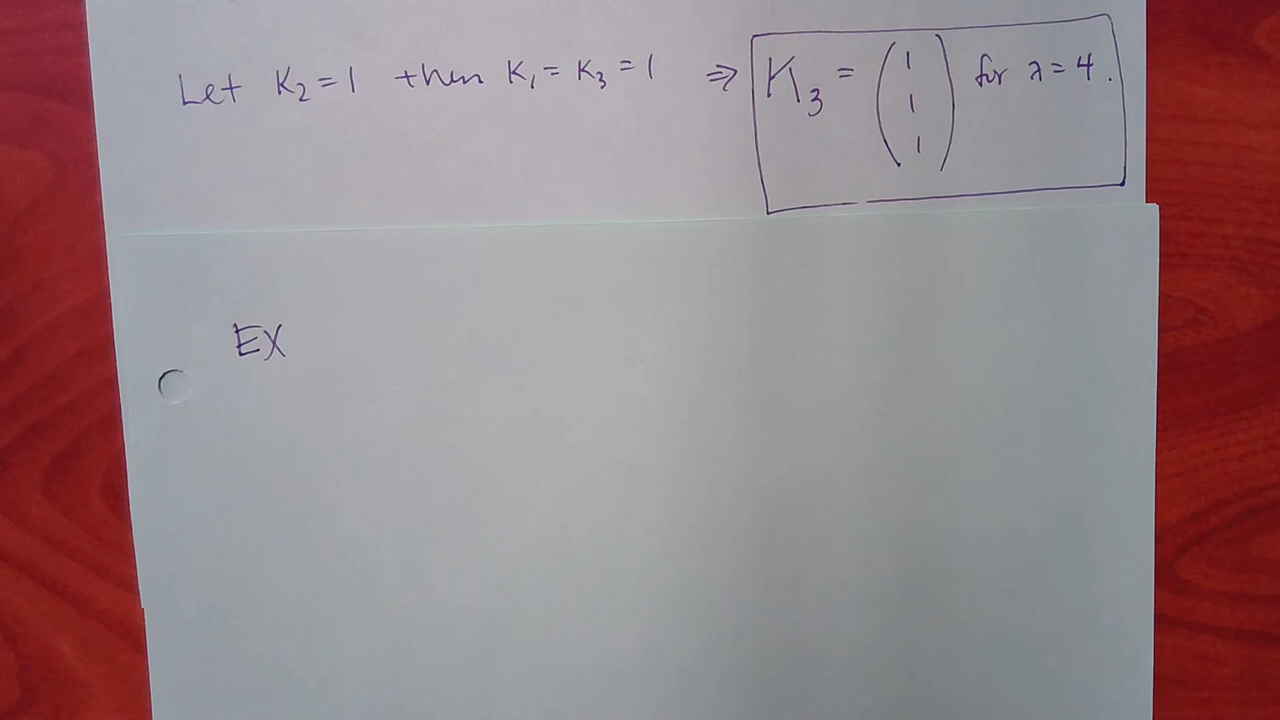 Let K₂ = 1 then K₁ = K₃ = 1 ⇒ K₃ = (1 1 1) for λ = 4.
EX